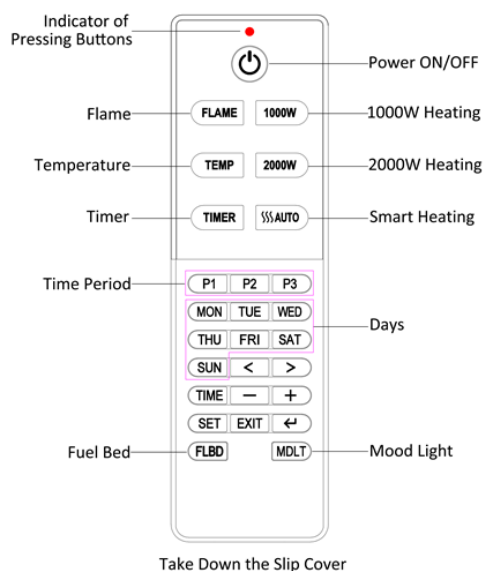 Indicator of
Pressing Buttons
Power ON/OFF
Flame FLAME 1000W 1000W Heating
Temperature TEMP 2000W 2000W Heating
Timer TIMER AUTO Smart Heating
Time Period P1 P2 P3
MON TUE WED
Days
THU FRI SAT
SUN < >
TIME - +
SET EXIT ↵
Fuel Bed FLBD MDLT Mood Light
Take Down the Slip Cover